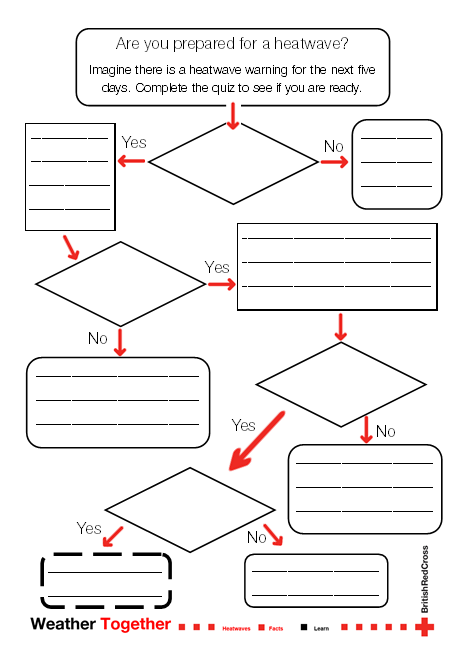 Are you prepared for a heatwave?
Imagine there is a heatwave warning for the next five
days. Complete the quiz to see if you are ready.
Yes
No
Yes
No
Yes
No
Yes
No
BritishRedCross
Weather Together
Heatwaves
Facts
Learn